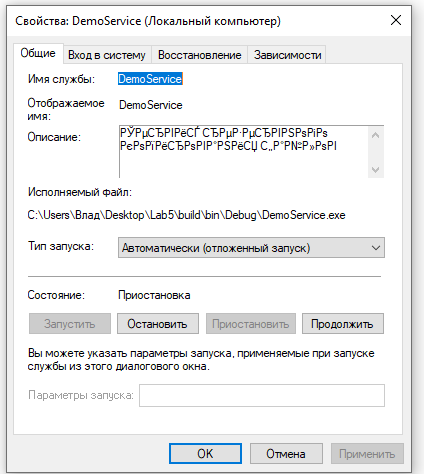 Свойства: DemoService (Локальный компьютер)
Общие Вход в систему Восстановление Зависимости
Имя службы: DemoService
Отображаемое
имя: DemoService
Описание: РЎРµСЂРІРёСЃ СЂРµР·РµСЂРІРЅРѕРіРѕ
РєРѕРїРёСЂРѕРІР°РЅРёСЏ С„Р°Р№Р»РѕРІ
Исполняемый файл:
C:\Users\Влад\Desktop\Lab5\build\bin\Debug\DemoService.exe
Тип запуска: Автоматически (отложенный запуск)
Состояние: Приостановка
Запустить Остановить Приостановить Продолжить
Вы можете указать параметры запуска, применяемые при запуске
службы из этого диалогового окна.
Параметры запуска:
OK Отмена Применить